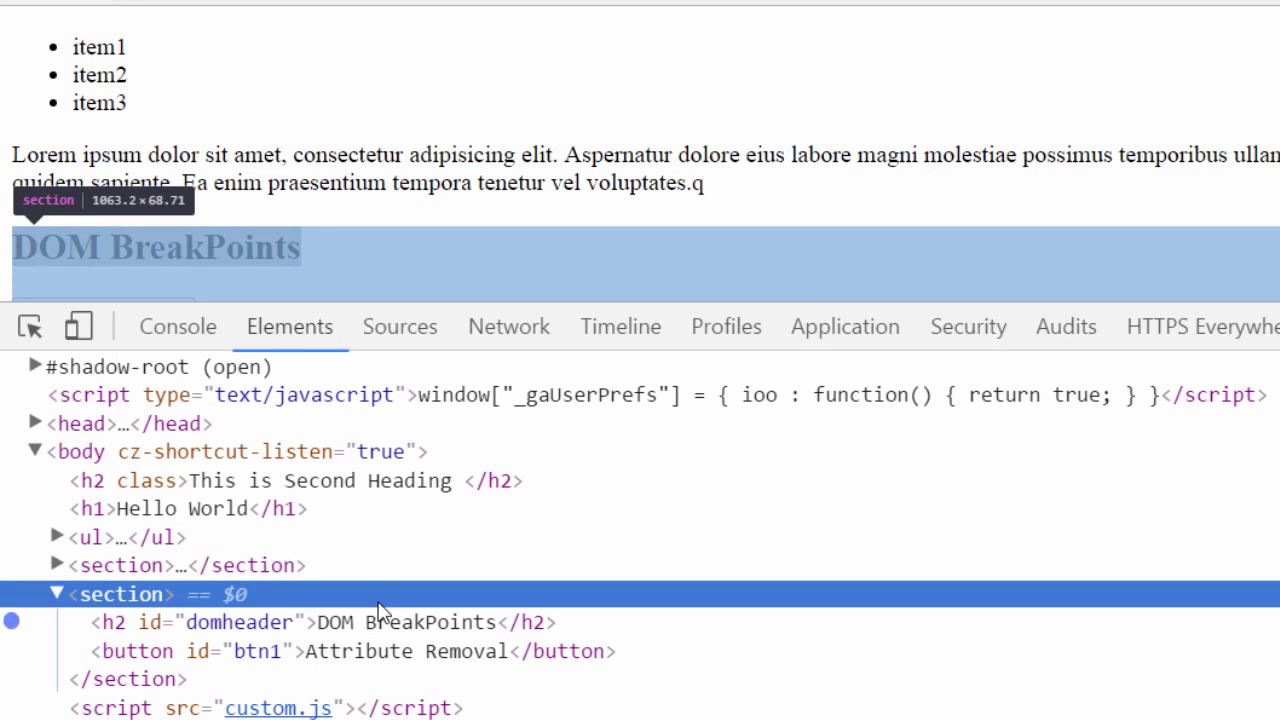 item1
item2
item3
Lorem ipsum dolor sit amet, consectetur adipisicing elit. Aspernatur dolore eius labore magni molestiae possimus temporibus ullam
quidem sapiente. Ea enim praesentium tempora tenetur vel voluptates.q
section 1063.2×68.71
DOM BreakPoints
Console Elements Sources Network Timeline Profiles Application Security Audits HTTPS Everywhe
#shadow-root (open)
<script type="text/javascript">window["_gaUserPrefs"] = { ioo : function() { return true; } }</script>
<head>…</head>
<body cz-shortcut-listen="true">
<h2 class>This is Second Heading </h2>
<h1>Hello World</h1>
<ul>…</ul>
<section>…</section>
<section> == $0
<h2 id="domheader">DOM BreakPoints</h2>
<button id="btn1">Attribute Removal</button>
</section>
<script src="custom.js"></script>